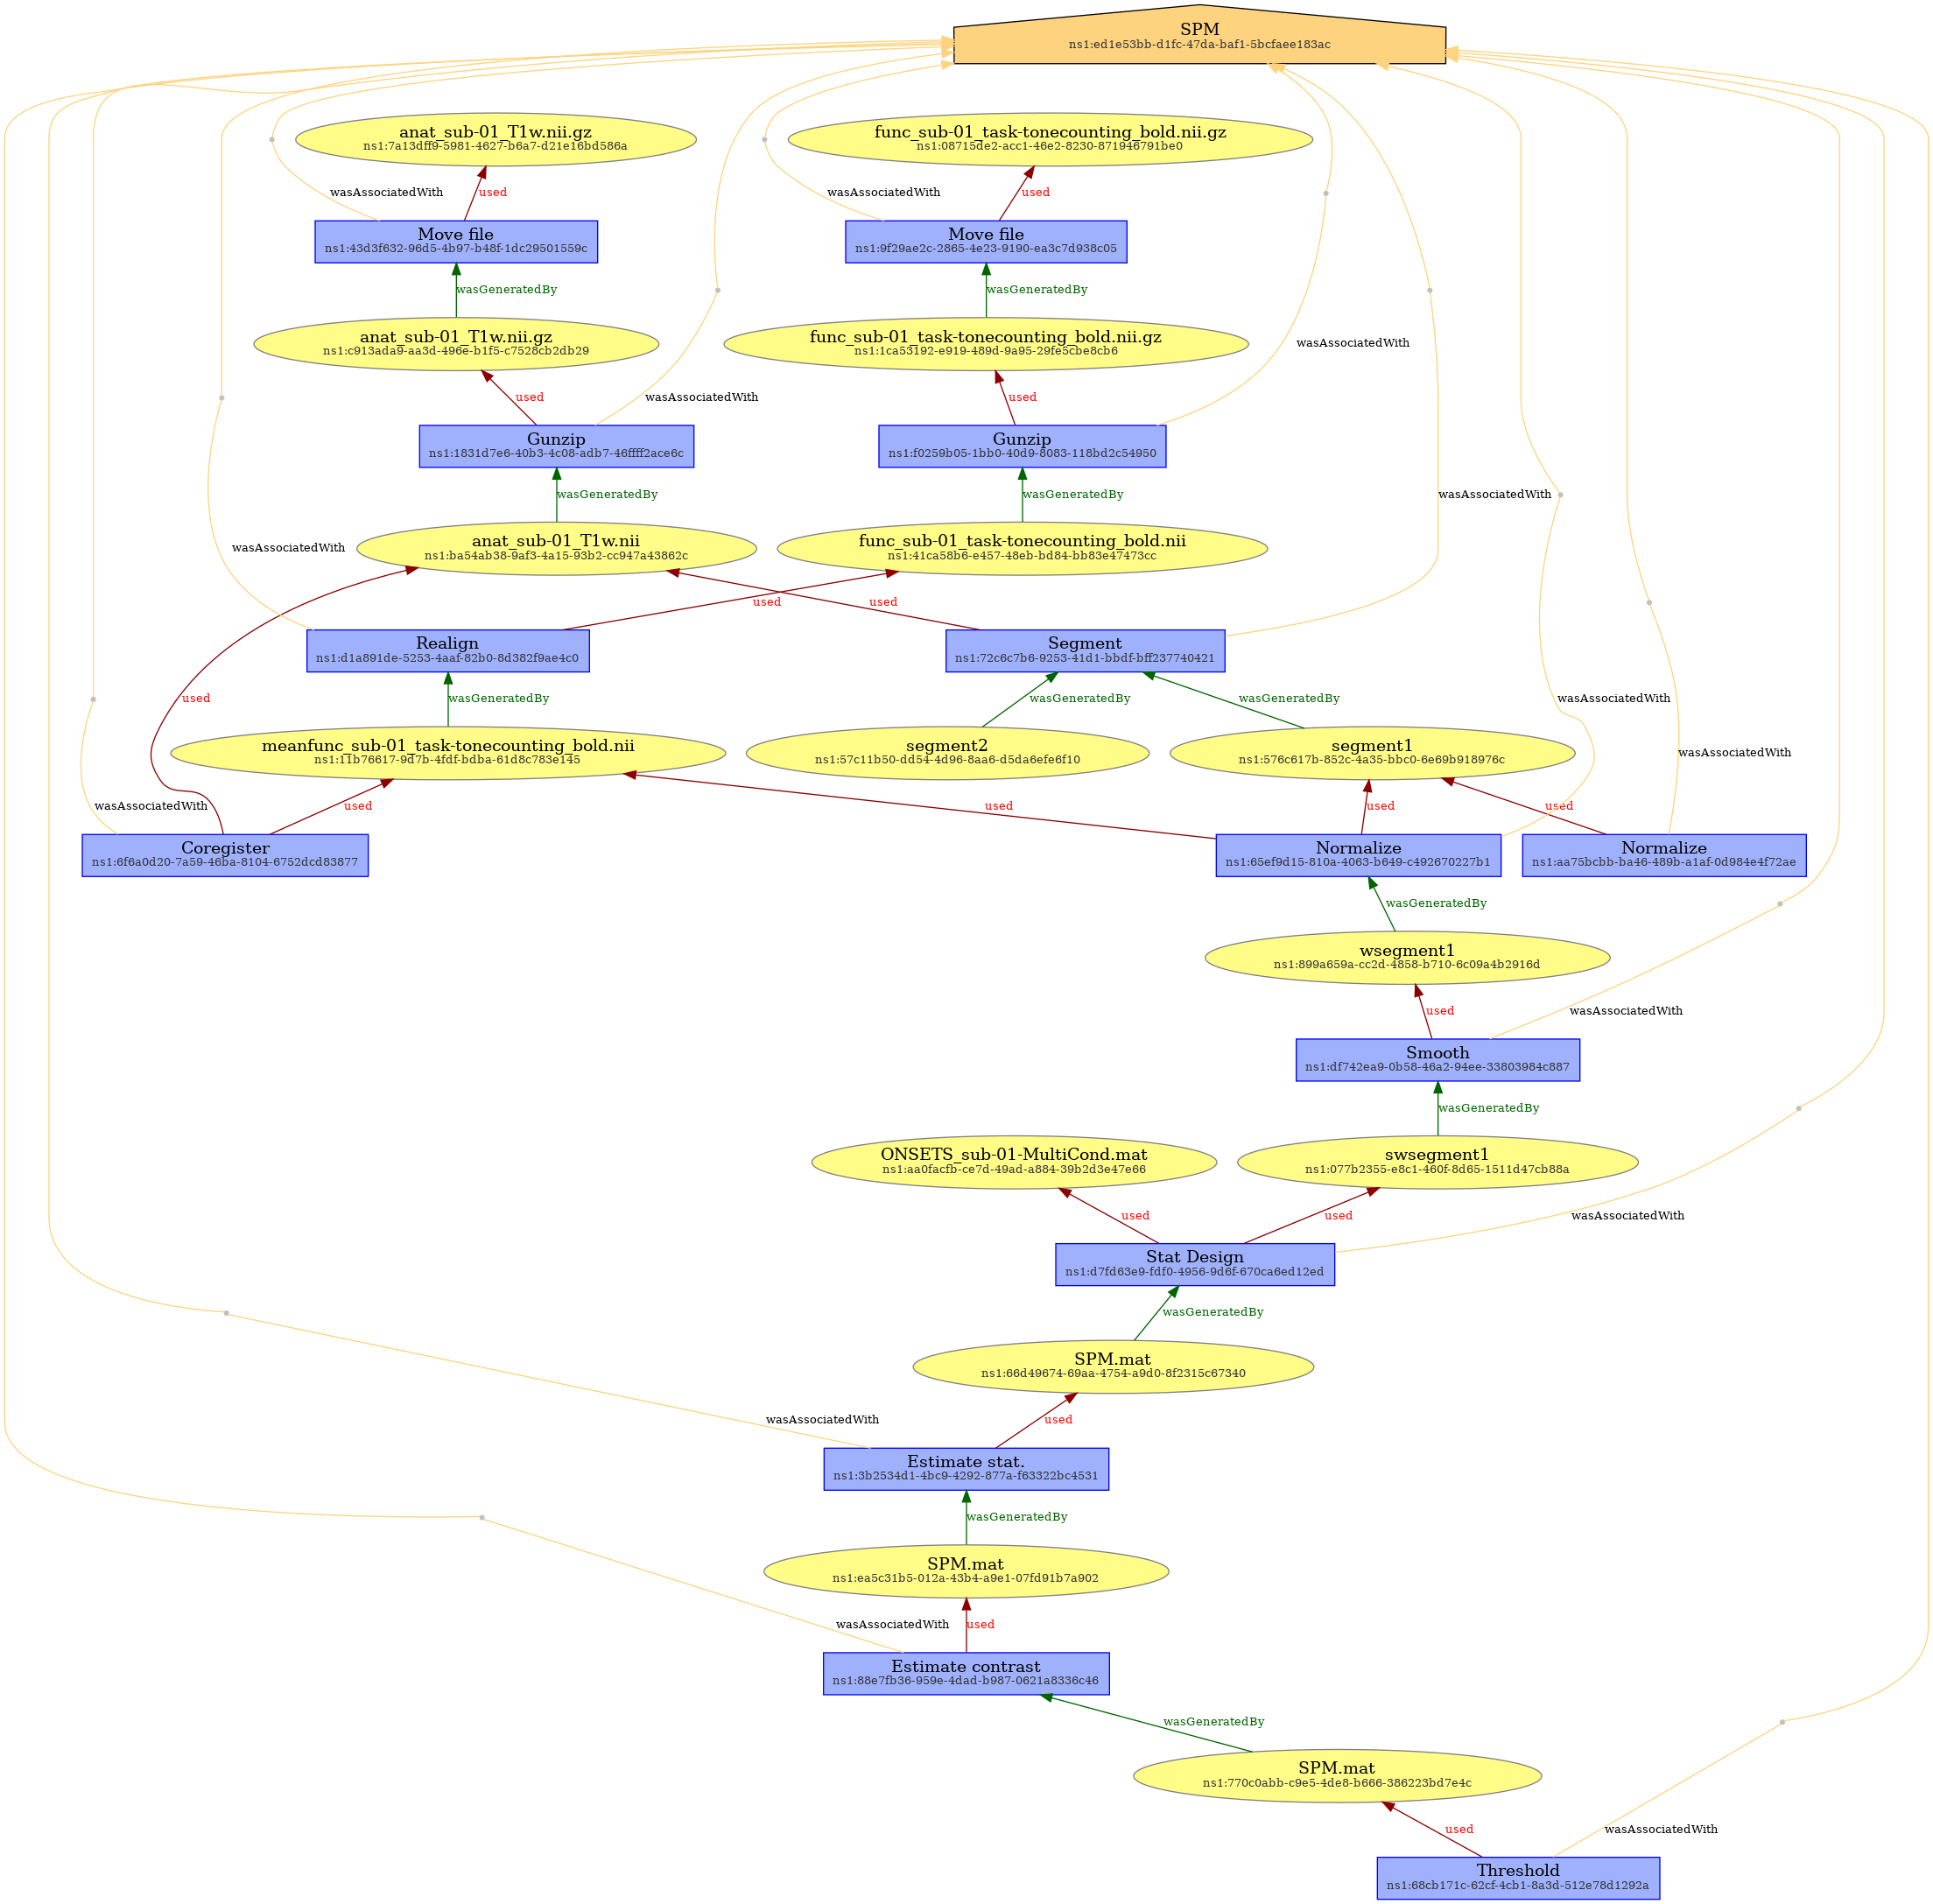 SPM
ns1:ed1e53bb-d1fc-47da-baf1-5bcfaee183ac
anat_sub-01_T1w.nii.gz
ns1:7a13dff9-5981-4627-b6a7-d21e16bd586a
func_sub-01_task-tonecounting_bold.nii.gz
ns1:08715de2-acc1-46e2-8230-871946791be0
wasAssociatedWith
used
wasAssociatedWith
used
Move file
ns1:43d3f632-96d5-4b97-b48f-1dc29501559c
Move file
ns1:9f29ae2c-2865-4e23-9190-ea3c7d938c05
wasGeneratedBy
wasGeneratedBy
anat_sub-01_T1w.nii.gz
ns1:c913ada9-aa3d-496e-b1f5-c7528cb2db29
func_sub-01_task-tonecounting_bold.nii.gz
ns1:1ca53192-e919-489d-9a95-29fe5cbe8cb6
wasAssociatedWith
used
wasAssociatedWith
used
Gunzip
ns1:1831d7e6-40b3-4c08-adb7-46ffff2ace6c
Gunzip
ns1:f0259b05-1bb0-40d9-8083-118bd2c54950
wasGeneratedBy
wasGeneratedBy
wasAssociatedWith
wasAssociatedWith
anat_sub-01_T1w.nii
ns1:ba54ab38-9af3-4a15-93b2-cc947a43862c
func_sub-01_task-tonecounting_bold.nii
ns1:41ca58b6-e457-48eb-bd84-bb83e47473cc
used
used
Realign
ns1:d1a891de-5253-4aaf-82b0-8d382f9ae4c0
Segment
ns1:72c6c7b6-9253-41d1-bbdf-bff237740421
used
wasGeneratedBy
wasGeneratedBy
wasGeneratedBy
wasAssociatedWith
meanfunc_sub-01_task-tonecounting_bold.nii
ns1:11b76617-9d7b-4fdf-bdba-61d8c783e145
segment2
ns1:57c11b50-dd54-4d96-8aa6-d5da6efe6f10
segment1
ns1:576c617b-852c-4a35-bbc0-6e69b918976c
wasAssociatedWith
wasAssociatedWith
used
used
used
used
Coregister
ns1:6f6a0d20-7a59-46ba-8104-6752dcd83877
Normalize
ns1:65ef9d15-810a-4063-b649-c492670227b1
Normalize
ns1:aa75bcbb-ba46-489b-a1af-0d984e4f72ae
wasGeneratedBy
wsegment1
ns1:899a659a-cc2d-4858-b710-6c09a4b2916d
used
wasAssociatedWith
Smooth
ns1:df742ea9-0b58-46a2-94ee-33803984c887
wasGeneratedBy
ONSETS_sub-01-MultiCond.mat
ns1:aa0facfb-ce7d-49ad-a884-39b2d3e47e66
swsegment1
ns1:077b2355-e8c1-460f-8d65-1511d47cb88a
used
used
wasAssociatedWith
Stat Design
ns1:d7fd63e9-fdf0-4956-9d6f-670ca6ed12ed
wasGeneratedBy
SPM.mat
ns1:66d49674-69aa-4754-a9d0-8f2315c67340
wasAssociatedWith
used
Estimate stat.
ns1:3b2534d1-4bc9-4292-877a-f63322bc4531
wasGeneratedBy
SPM.mat
ns1:ea5c31b5-012a-43b4-a9e1-07fd91b7a902
wasAssociatedWith
used
Estimate contrast
ns1:88e7fb36-959e-4dad-b987-0621a8336c46
wasGeneratedBy
SPM.mat
ns1:770c0abb-c9e5-4de8-b666-386223bd7e4c
used
wasAssociatedWith
Threshold
ns1:68cb171c-62cf-4cb1-8a3d-512e78d1292a